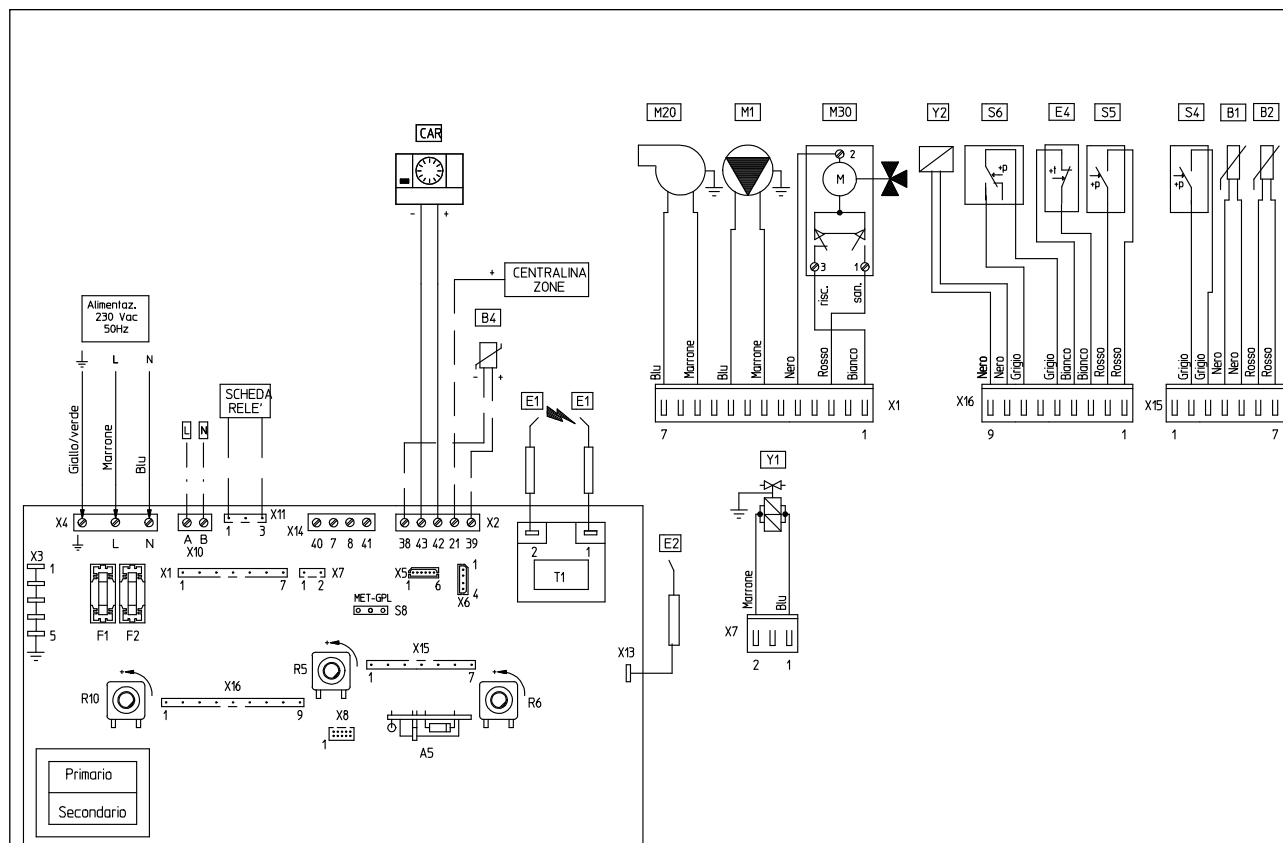 M20 M1 M30 Y2 S6 E4 S5 S4 B1 B2
CAR
2
M
+p +t +p +p
- +
3 1
risc. san.
+ CENTRALINA
ZONE
Alimentaz.
230 Vac
50Hz
B4
- +
L N
SCHEDA
RELE'
E1 E1
Giallo/verde Marrone Blu
L N
Blu Marrone Blu Marrone Nero Rosso Bianco
Nero Nero Grigio Grigio Bianco Bianco Rosso Rosso
Grigio Grigio Nero Nero Rosso Rosso
X1 X16 X15
7 1 9 1 1 7
Y1
X4
L N
A B
X10
1 3
X11
X14
40 7 8 41
38 43 42 21 39
X2
2 1
T1
E2
X3
1
5
X1
1 7
1 2
X7
X5
1 6
1
4
X6
MET-GPL
S8
F1 F2
Marrone Blu
X7
2 1
X13
R5 +
X15
1 7
R10 +
X16
1 9
R6 +
X8
1
A5
Primario
Secondario